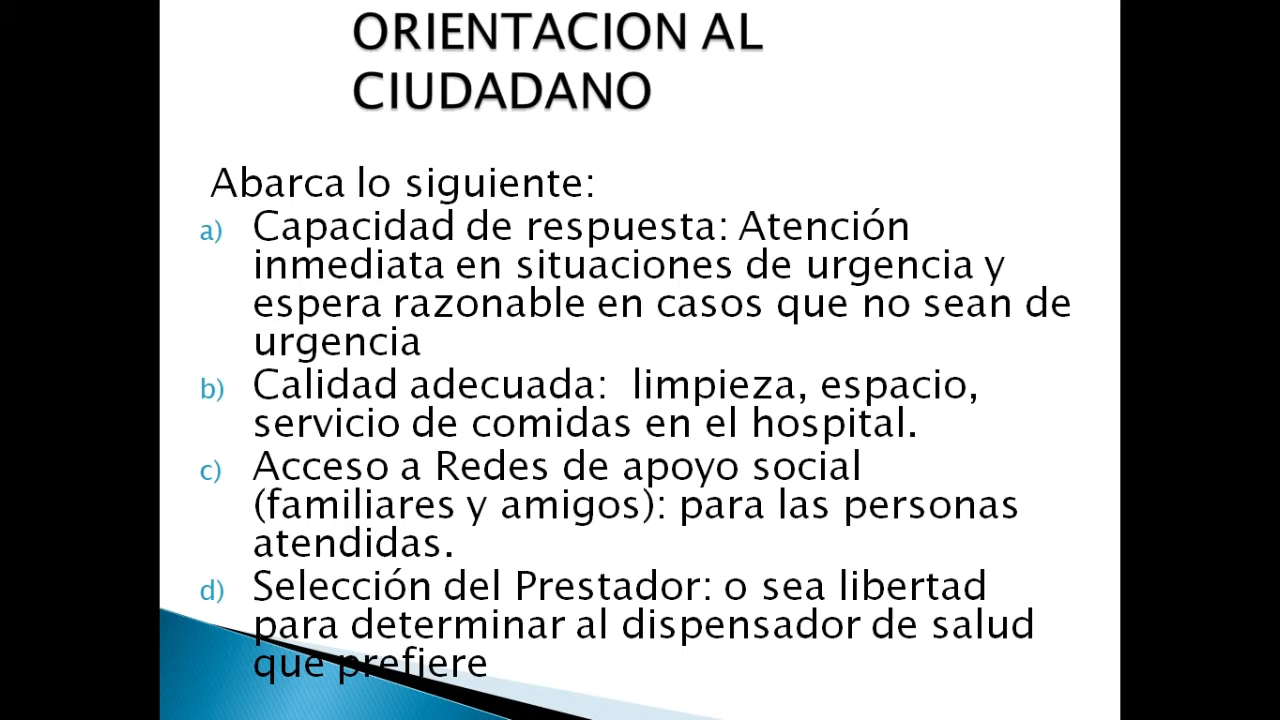 ORIENTACION AL
CIUDADANO
Abarca lo siguiente:
a) Capacidad de respuesta: Atención
inmediata en situaciones de urgencia y
espera razonable en casos que no sean de
urgencia
b) Calidad adecuada:  limpieza, espacio,
servicio de comidas en el hospital.
c) Acceso a Redes de apoyo social
(familiares y amigos): para las personas
atendidas.
d) Selección del Prestador: o sea libertad
para determinar al dispensador de salud
que prefiere